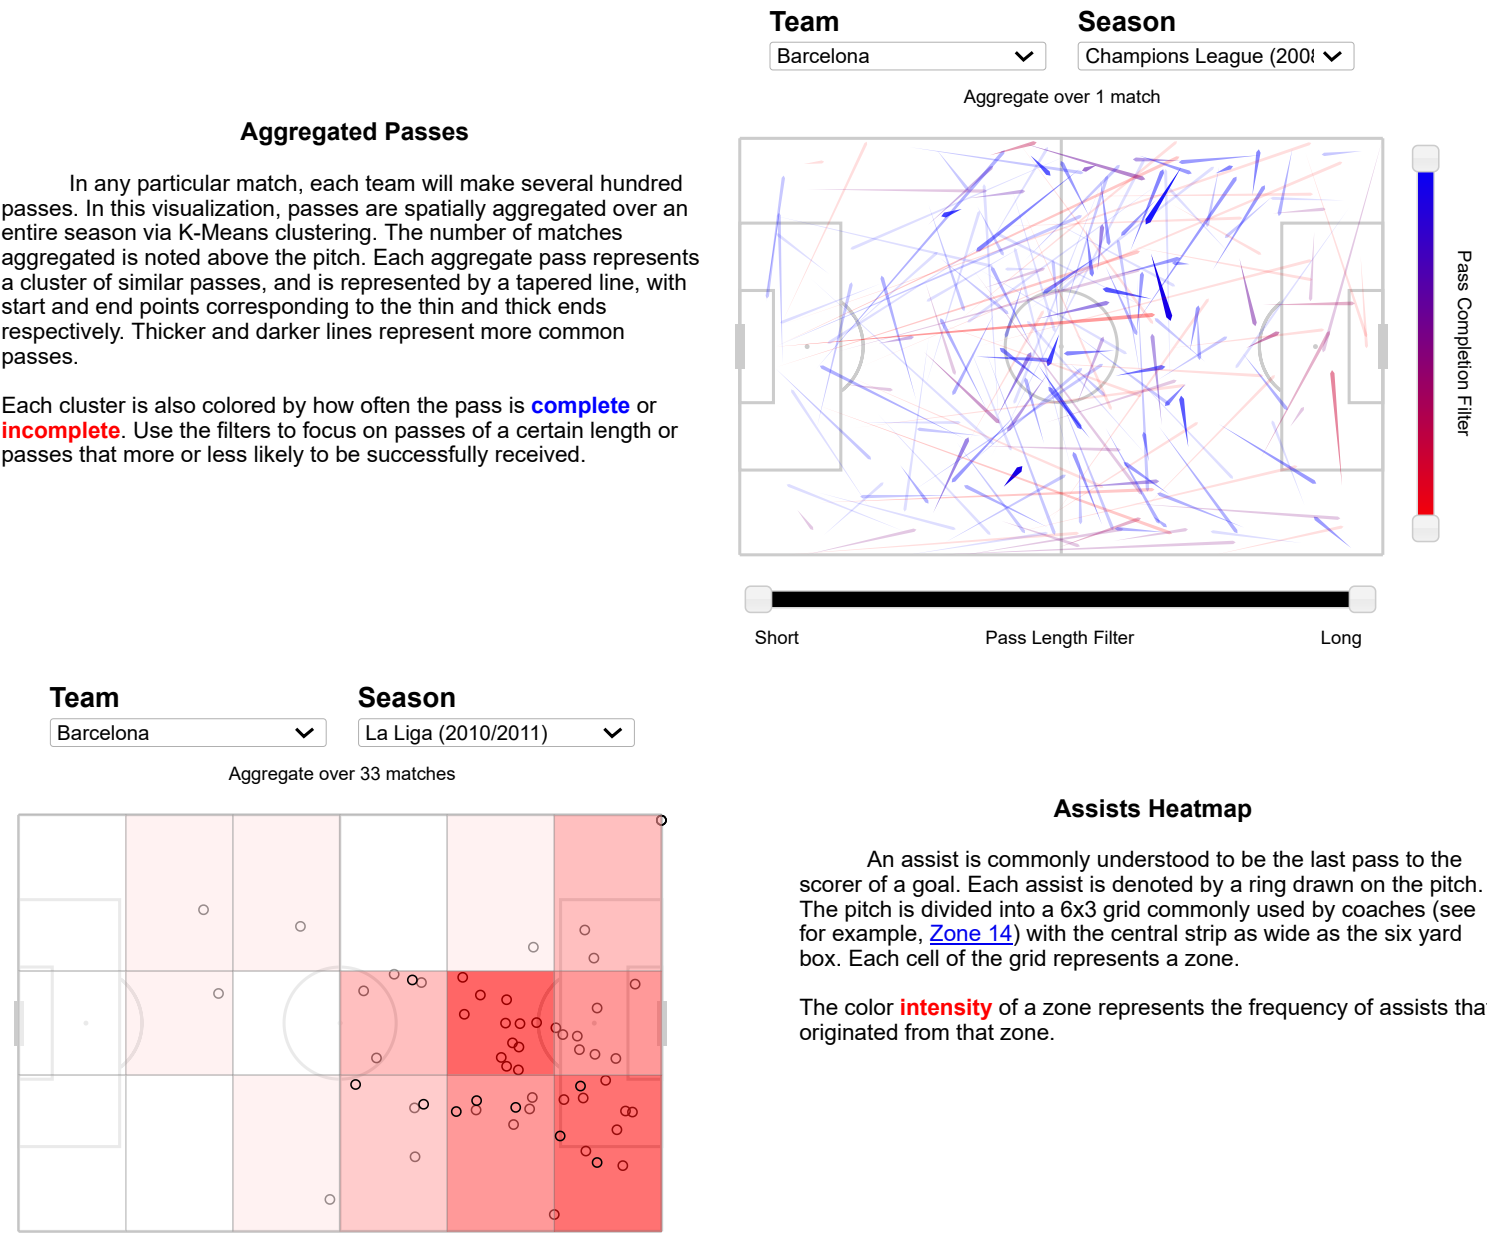 Team
Season
Barcelona
Champions League (2008
Aggregate over 1 match
Aggregated Passes
In any particular match, each team will make several hundred
passes. In this visualization, passes are spatially aggregated over an
entire season via K-Means clustering. The number of matches
aggregated is noted above the pitch. Each aggregate pass represents
a cluster of similar passes, and is represented by a tapered line, with
start and end points corresponding to the thin and thick ends
respectively. Thicker and darker lines represent more common
passes.
Each cluster is also colored by how often the pass is complete or
incomplete. Use the filters to focus on passes of a certain length or
passes that more or less likely to be successfully received.
Pass Completion Filter
Short
Pass Length Filter
Long
Team
Season
Barcelona
La Liga (2010/2011)
Aggregate over 33 matches
Assists Heatmap
An assist is commonly understood to be the last pass to the
scorer of a goal. Each assist is denoted by a ring drawn on the pitch.
The pitch is divided into a 6x3 grid commonly used by coaches (see
for example, Zone 14) with the central strip as wide as the six yard
box. Each cell of the grid represents a zone.
The color intensity of a zone represents the frequency of assists that
originated from that zone.